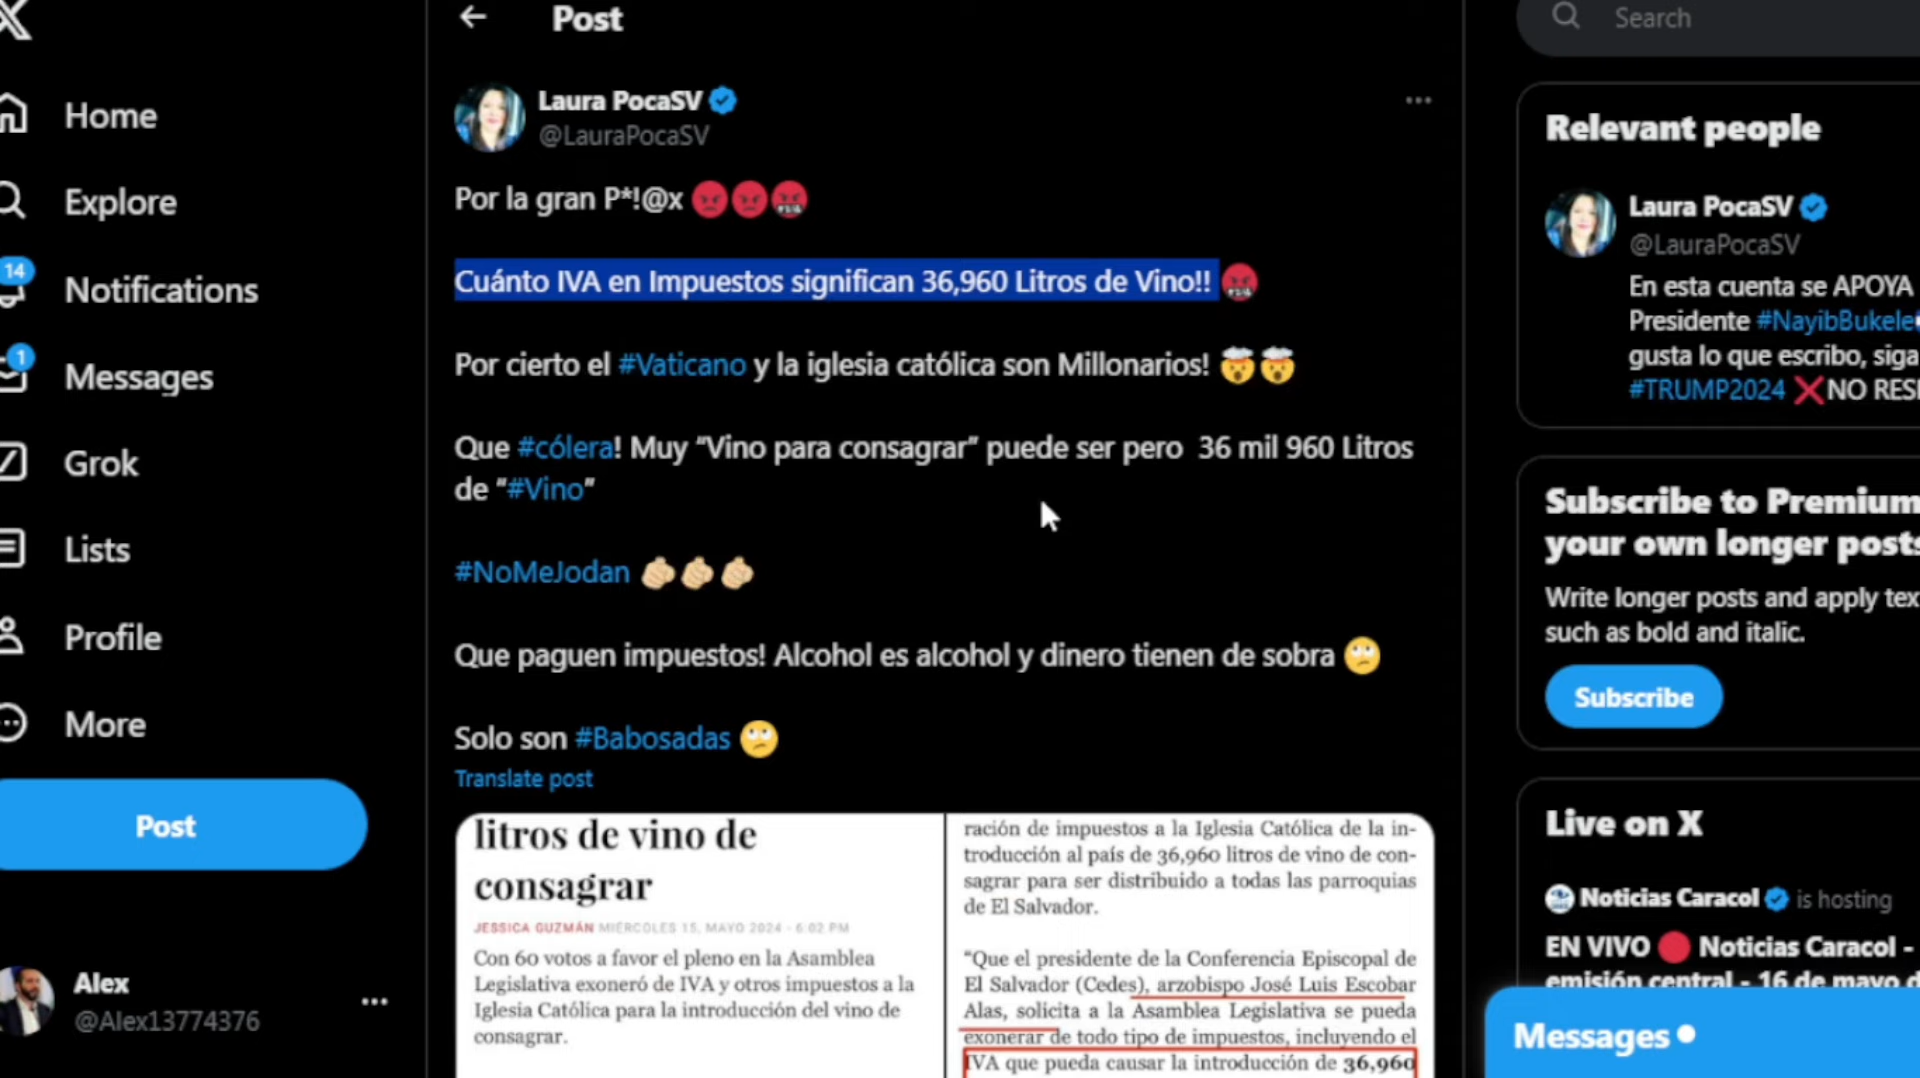 Home
Explore
14
Notifications
1
Messages
Grok
Lists
Profile
More
Post
Alex
@Alex13774376
Post
Laura PocaSV
@LauraPocaSV
Por la gran P*!@x
Cuánto IVA en Impuestos significan 36,960 Litros de Vino!!
Por cierto el #Vaticano y la iglesia católica son Millonarios!
Que #cólera! Muy “Vino para consagrar” puede ser pero 36 mil 960 Litros
de “#Vino”
#NoMeJodan
Que paguen impuestos! Alcohol es alcohol y dinero tienen de sobra
Solo son #Babosadas
Translate post
litros de vino de
consagrar
JESSICA GUZMÁN MIÉRCOLES 15, MAYO 2024 - 6:02 PM
Con 60 votos a favor el pleno en la Asamblea
Legislativa exoneró de IVA y otros impuestos a la
Iglesia Católica para la introducción del vino de
consagrar.
ración de impuestos a la Iglesia Católica de la in-
troducción al país de 36,960 litros de vino de con-
sagrar para ser distribuido a todas las parroquias
de El Salvador.
“Que el presidente de la Conferencia Episcopal de
El Salvador (Cedes), arzobispo José Luis Escobar
Alas, solicita a la Asamblea Legislativa se pueda
exonerar de todo tipo de impuestos, incluyendo el
IVA que pueda causar la introducción de 36,960
Search
Relevant people
Laura PocaSV
@LauraPocaSV
En esta cuenta se APOYA
Presidente #NayibBukele
gusta lo que escribo, siga
#TRUMP2024 ❌NO RES
Subscribe to Premium
your own longer posts
Write longer posts and apply tex
such as bold and italic.
Subscribe
Live on X
Noticias Caracol is hosting
EN VIVO 🔴 Noticias Caracol -
emisión central - 16 de mayo d
Messages